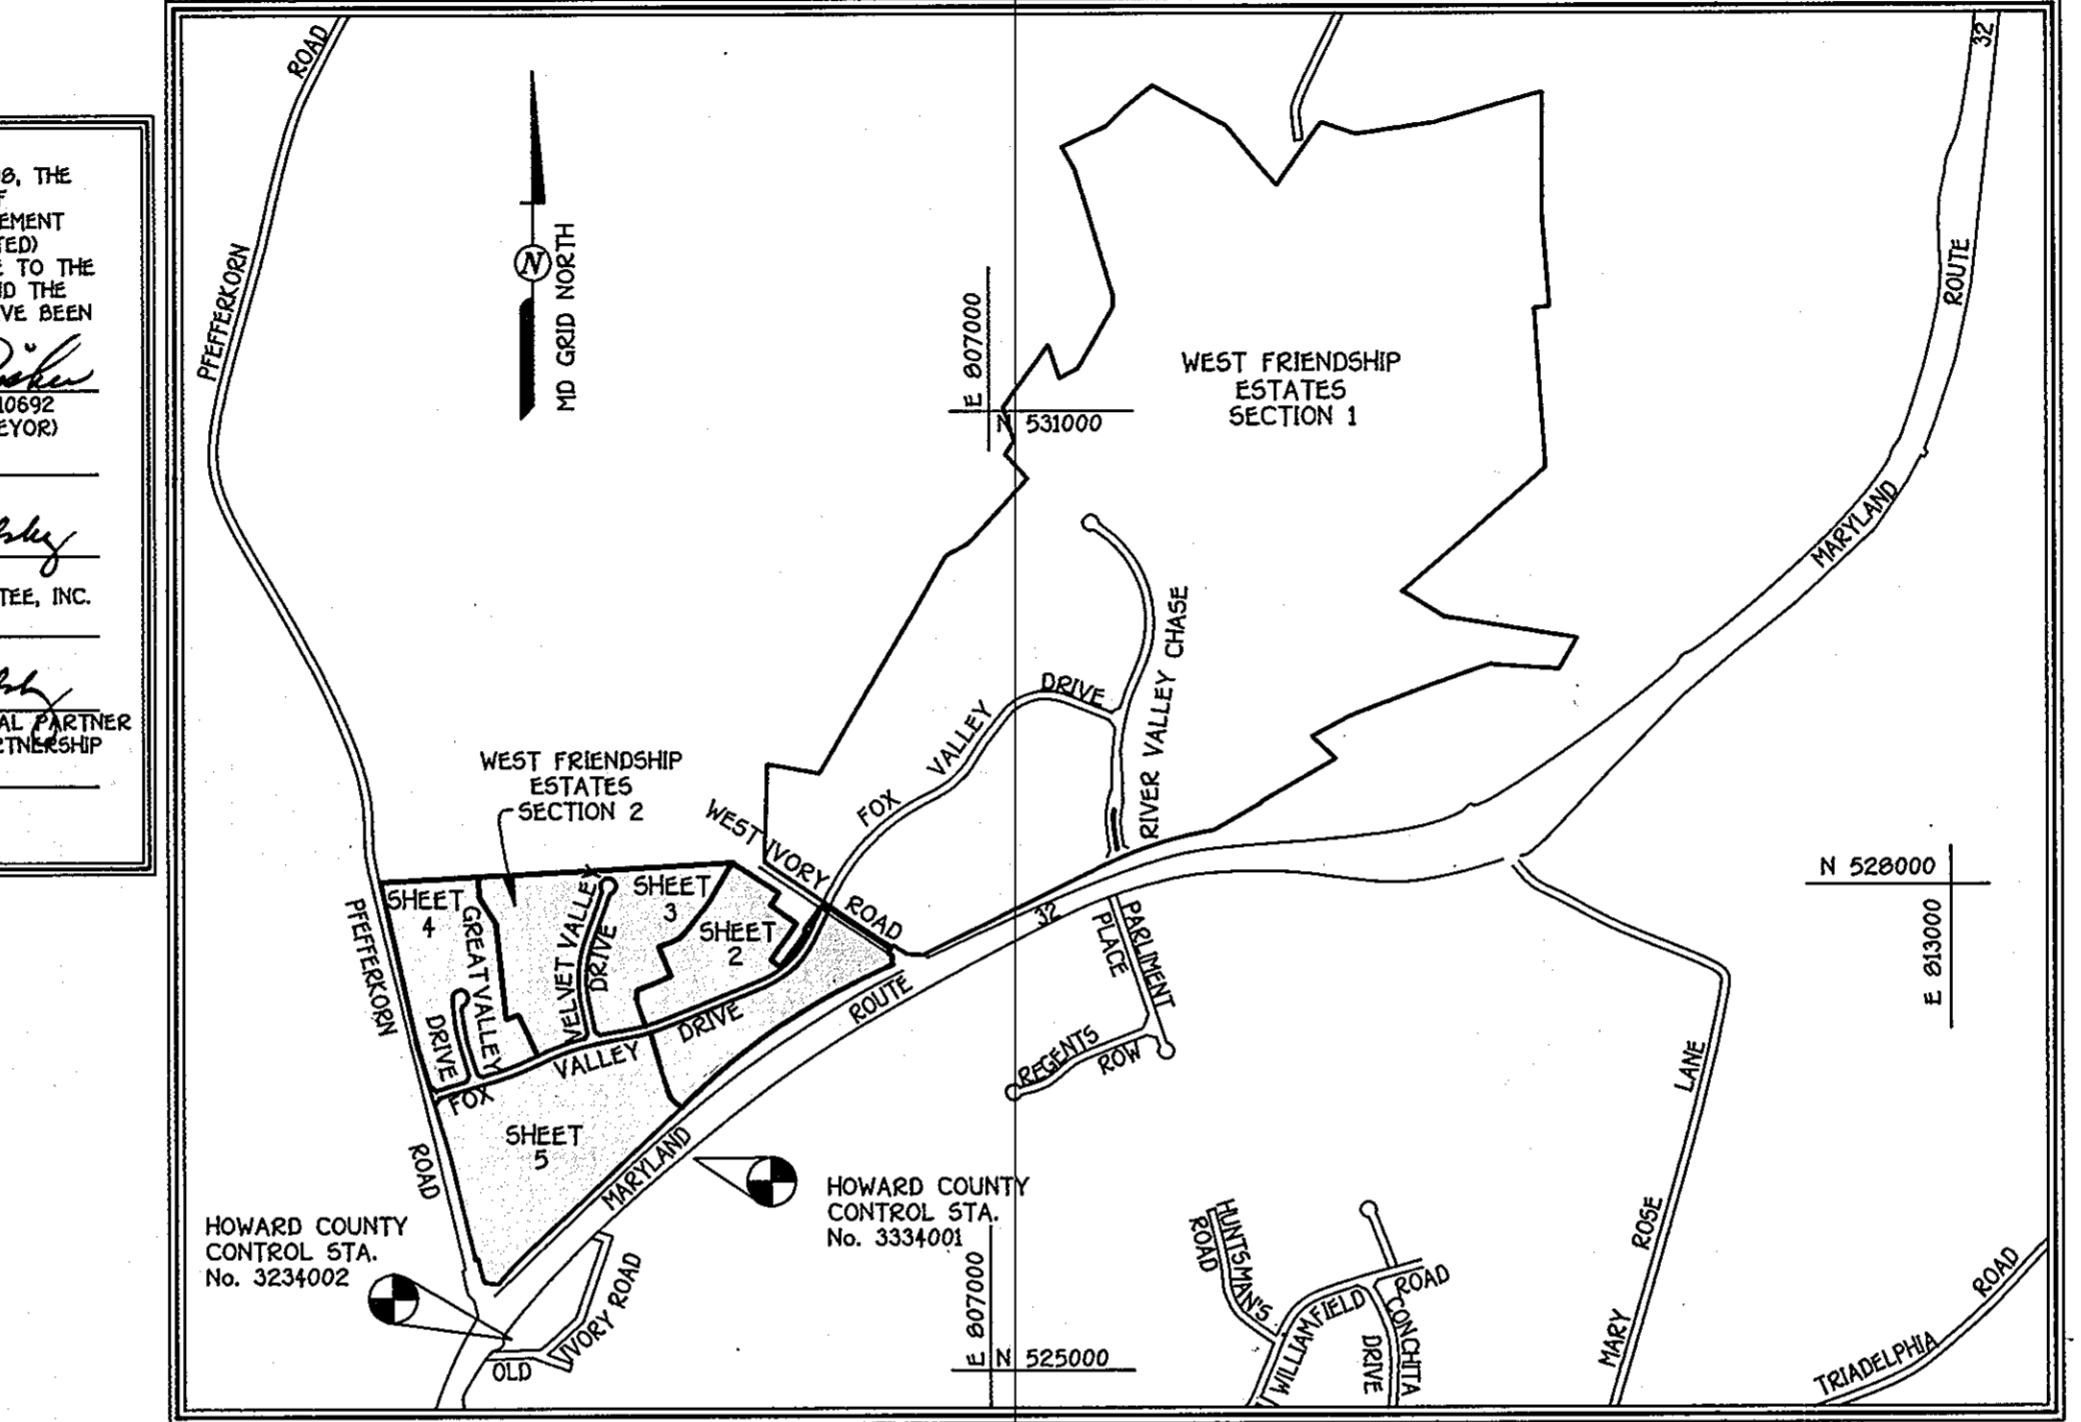 8, THE
EMENT
TED)
E TO THE
ND THE
VE BEEN
10692
EYOR)
TEE, INC.
AL PARTNER
RTNERSHIP
ROAD
PFEFFERKORN
N
MD GRID NORTH
E 807000
N 531000
WEST FRIENDSHIP
ESTATES
SECTION 1
32
ROUTE
MARYLAND
RIVER VALLEY CHASE
FOX
VALLEY
DRIVE
WEST FRIENDSHIP
ESTATES
SECTION 2
WEST IVORY
ROAD
SHEET
4
GREAT VALLEY
DRIVE
VELVET VALLEY
DRIVE
SHEET
3
SHEET
2
PFEFFERKORN
ROAD
FOX
VALLEY
DRIVE
SHEET
5
MARYLAND
ROUTE
32
PARLIMENT
PLACE
REGENTS
ROW
N 528000
E 813000
HOWARD COUNTY
CONTROL STA.
No. 3334001
HOWARD COUNTY
CONTROL STA.
No. 3234002
OLD
IVORY ROAD
E 807000
N 525000
HUNTSMAN'S
ROAD
WILLIAMFIELD
ROAD
CONCHITA
DRIVE
MARY
ROSE
LANE
TRIADELPHIA
ROAD